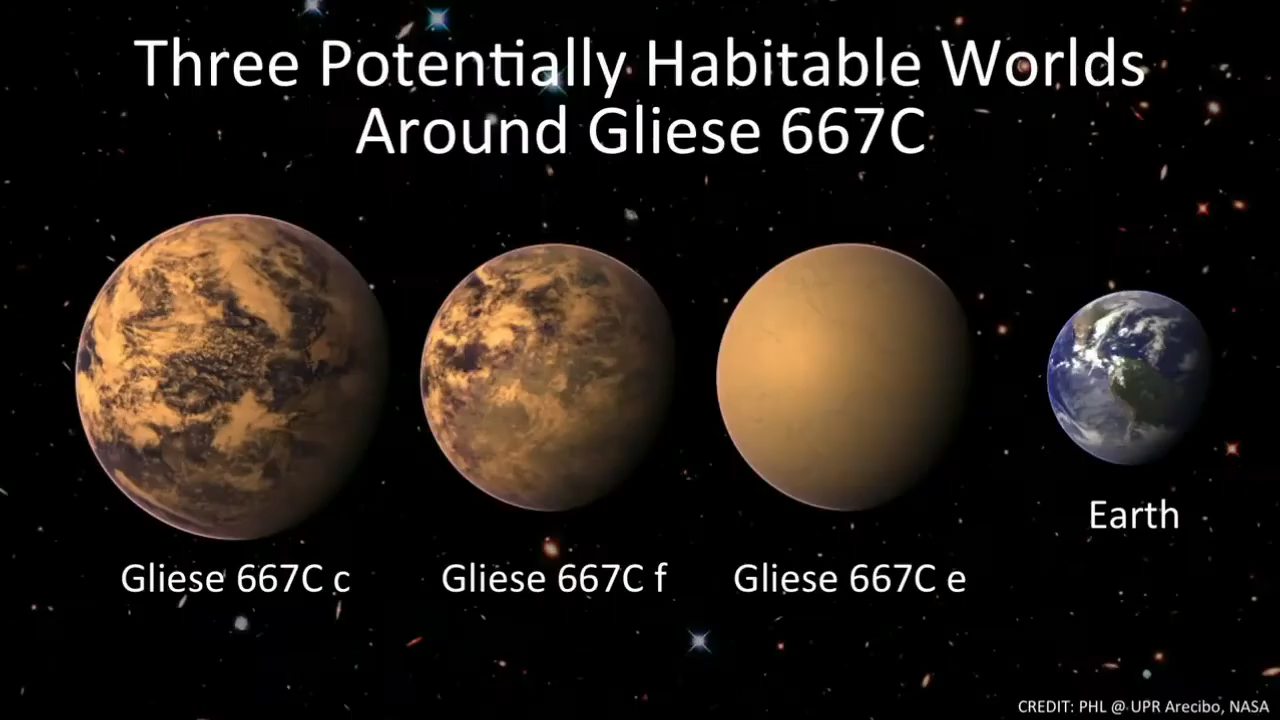 Three Potentially Habitable Worlds
Around Gliese 667C
Earth
Gliese 667C c
Gliese 667C f
Gliese 667C e
CREDIT: PHL @ UPR Arecibo, NASA